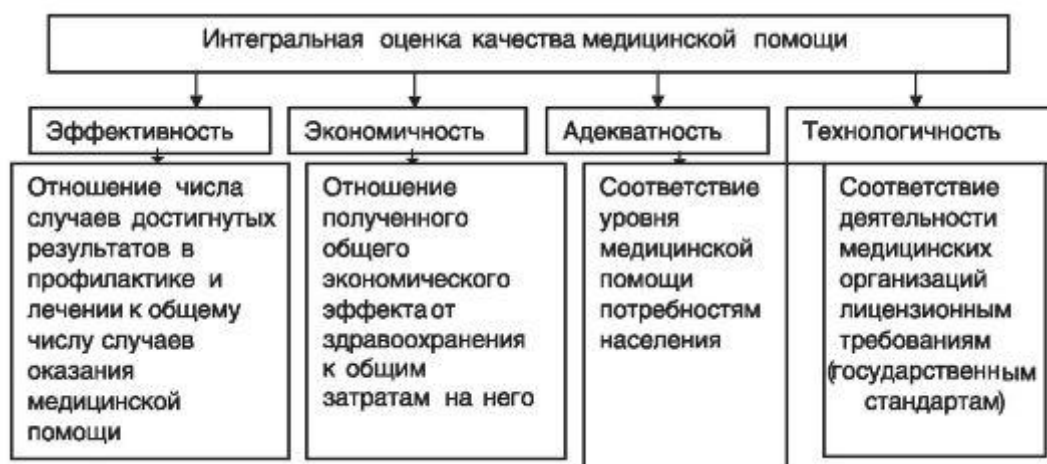 Интегральная оценка качества медицинской помощи
Эффективность
Экономичность
Адекватность
Технологичность
Отношение числа
случаев достигнутых
результатов в
профилактике и
лечении к общему
числу случаев
оказания
медицинской
помощи
Отношение
полученного
общего
экономического
эффекта от
здравоохранения
к общим
затратам на него
Соответствие
уровня
медицинской
помощи
потребностям
населения
Соответствие
деятельности
медицинских
организаций
лицензионным
требованиям
(государственным
стандартам)